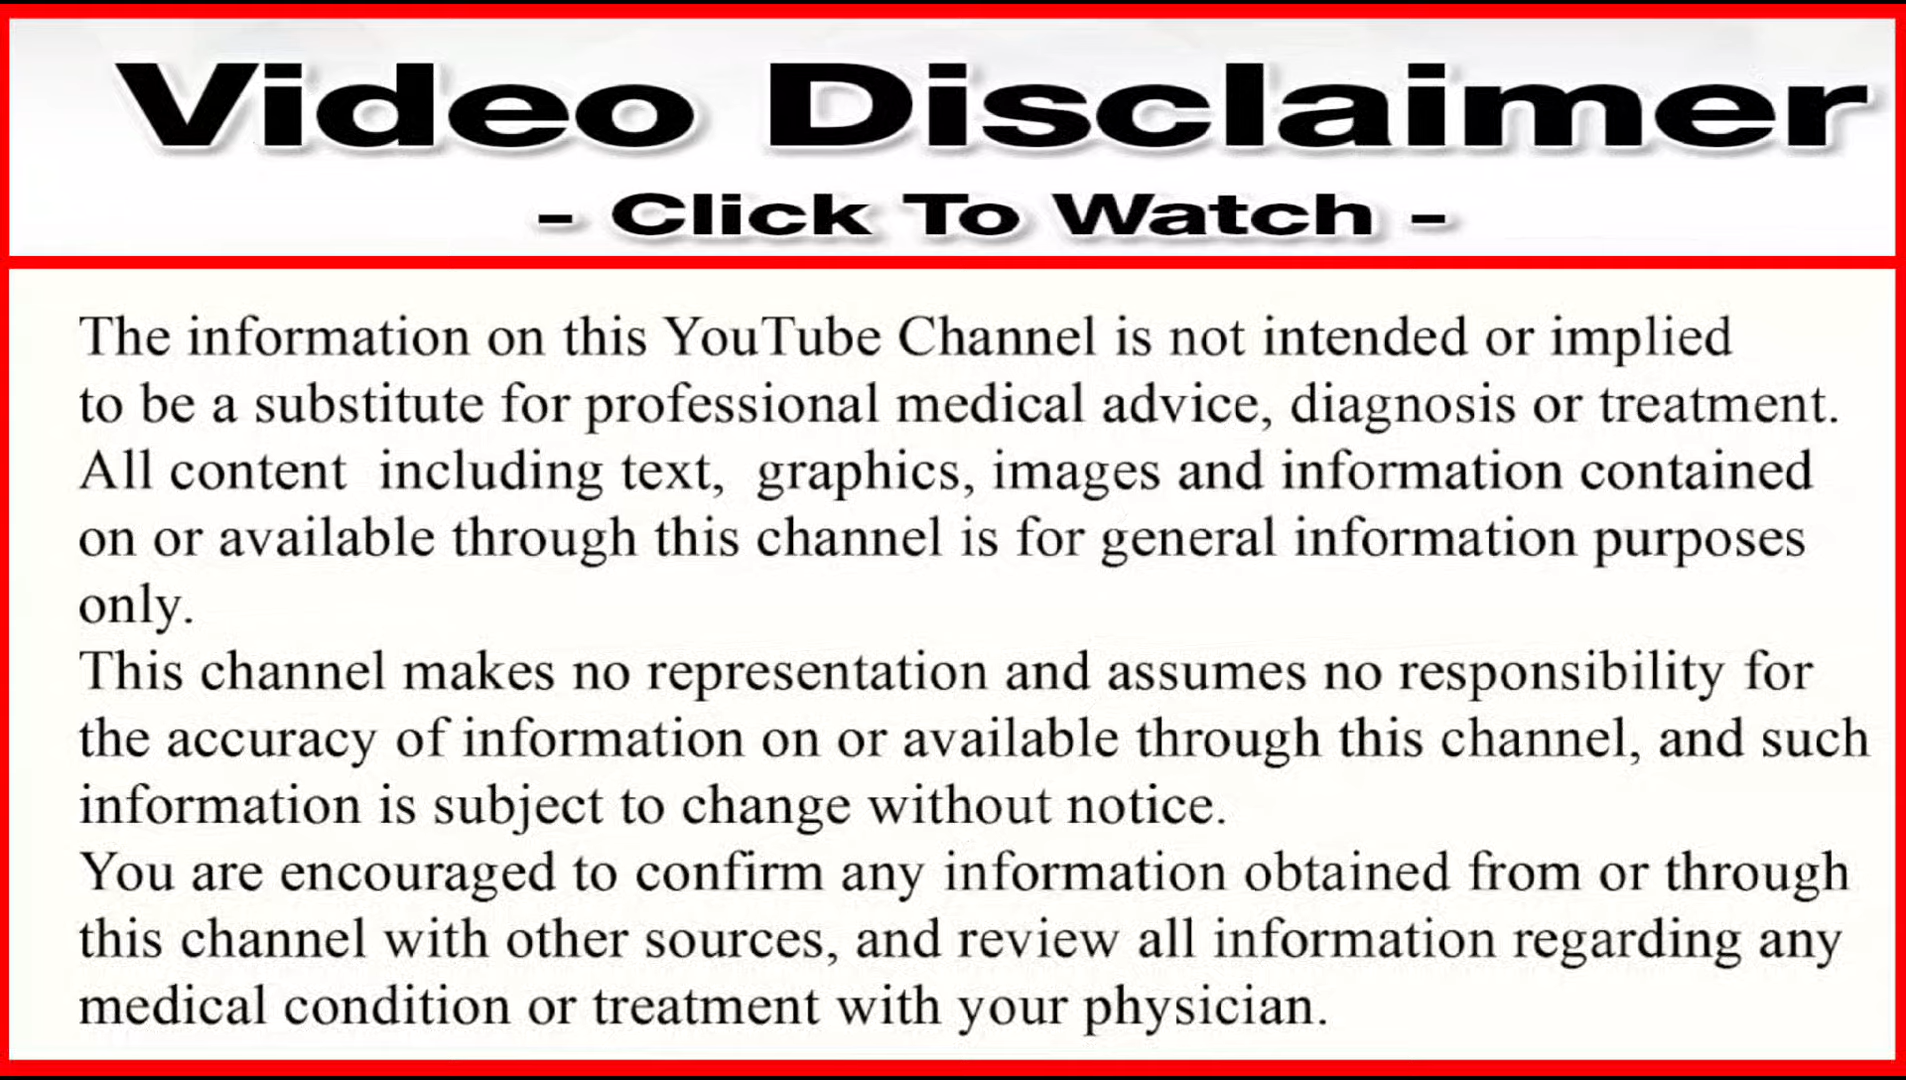 Video Disclaimer
- Click To Watch -
The information on this YouTube Channel is not intended or implied
to be a substitute for professional medical advice, diagnosis or treatment.
All content including text, graphics, images and information contained
on or available through this channel is for general information purposes
only.
This channel makes no representation and assumes no responsibility for
the accuracy of information on or available through this channel, and such
information is subject to change without notice.
You are encouraged to confirm any information obtained from or through
this channel with other sources, and review all information regarding any
medical condition or treatment with your physician.